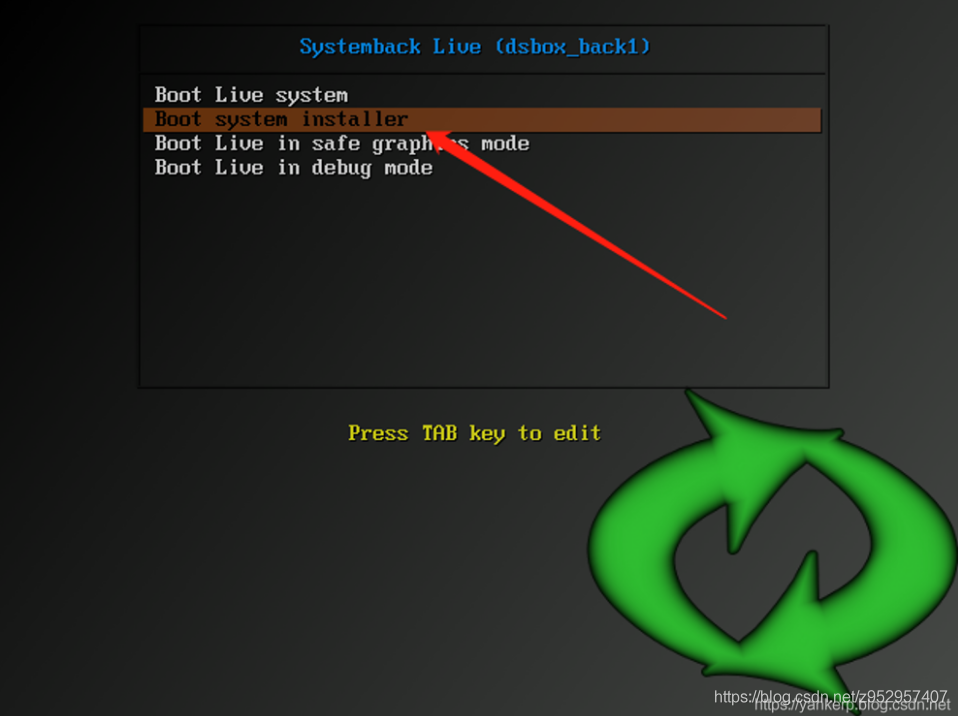 Systemback Live (dsbox_back1)
Boot Live system
Boot system installer
Boot Live in safe graphics mode
Boot Live in debug mode
Press TAB key to edit
https://blog.csdn.net/z952957407
https://yankerp.blog.csdn.net